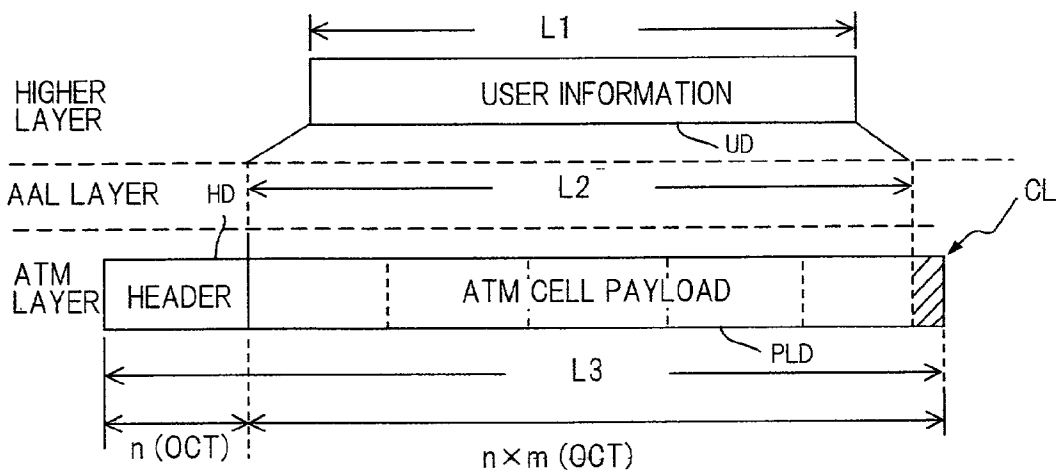 L1
HIGHER
LAYER
USER INFORMATION
UD
AAL LAYER
HD
L2
CL
ATM
LAYER
HEADER
ATM CELL PAYLOAD
PLD
L3
n (OCT)
n×m (OCT)